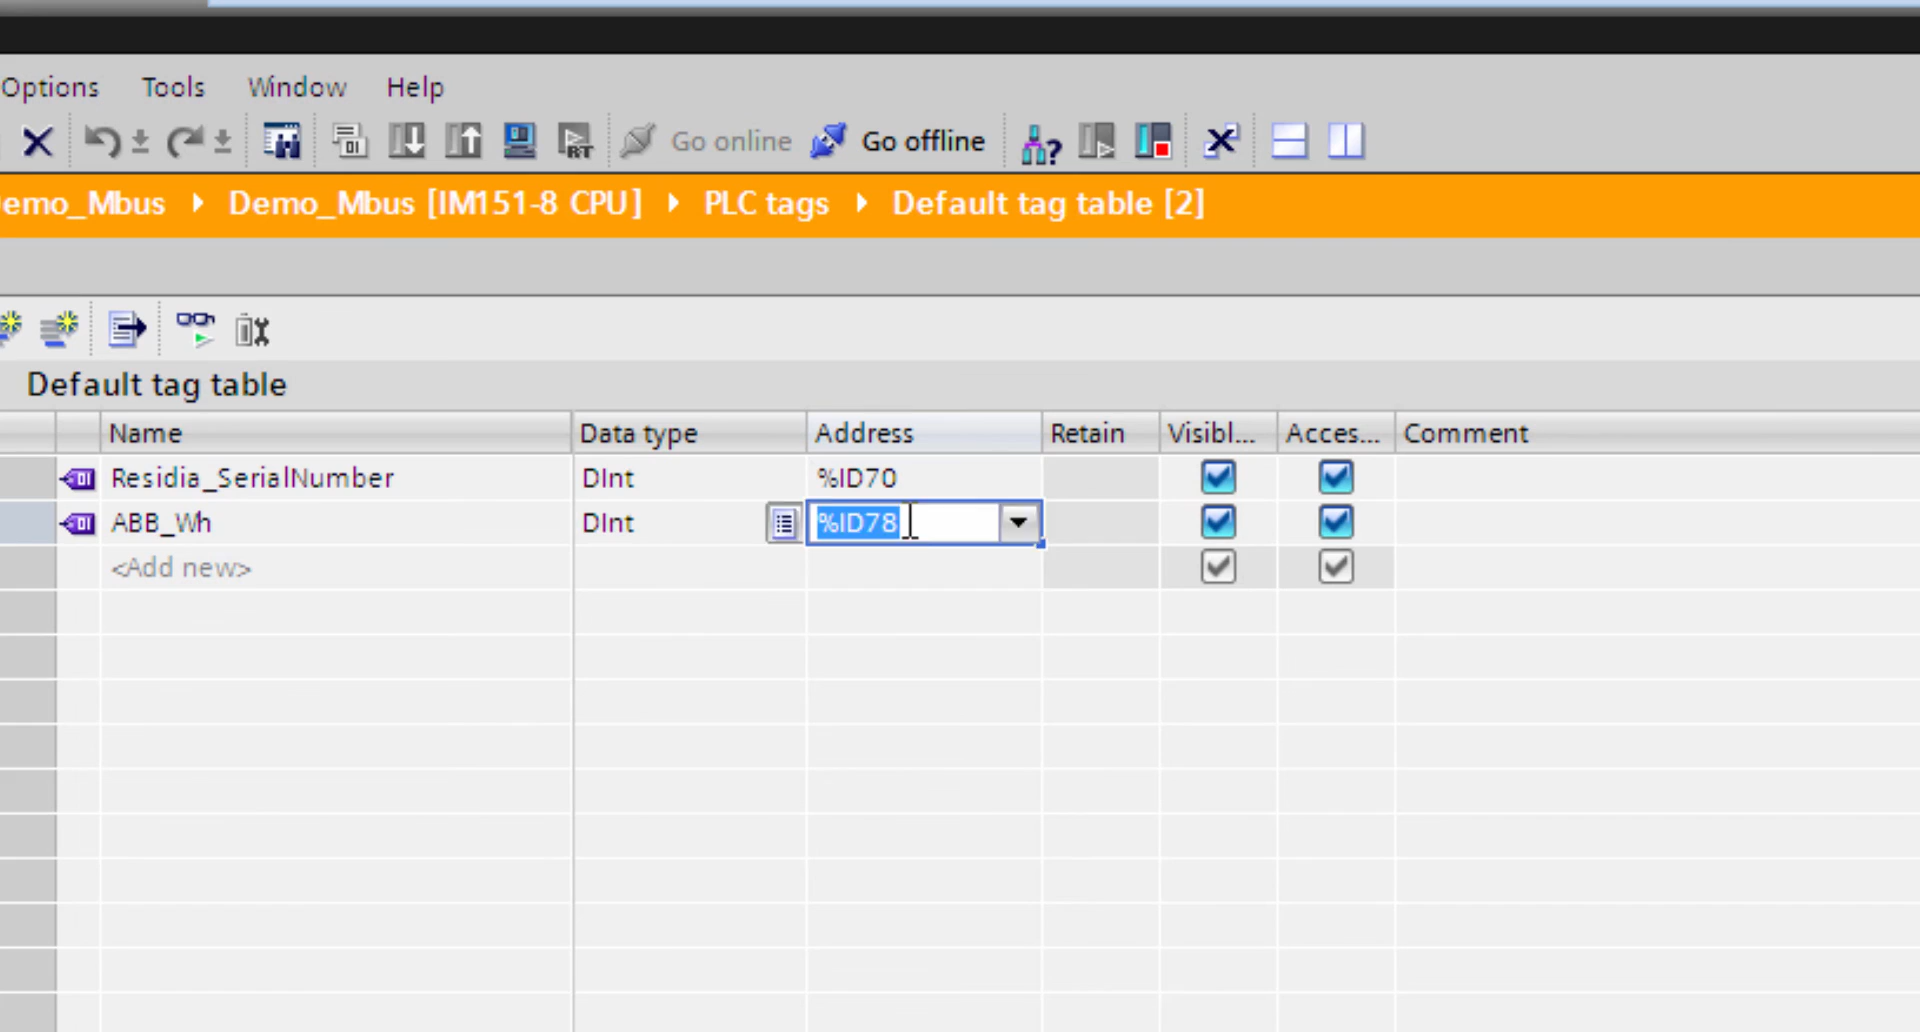 Options Tools Window Help
Go online Go offline
emo_Mbus Demo_Mbus [IM151-8 CPU] PLC tags Default tag table [2]
Default tag table
Name Data type Address Retain Visibl... Acces... Comment
Residia_SerialNumber DInt %ID70
ABB_Wh DInt %ID78
<Add new>